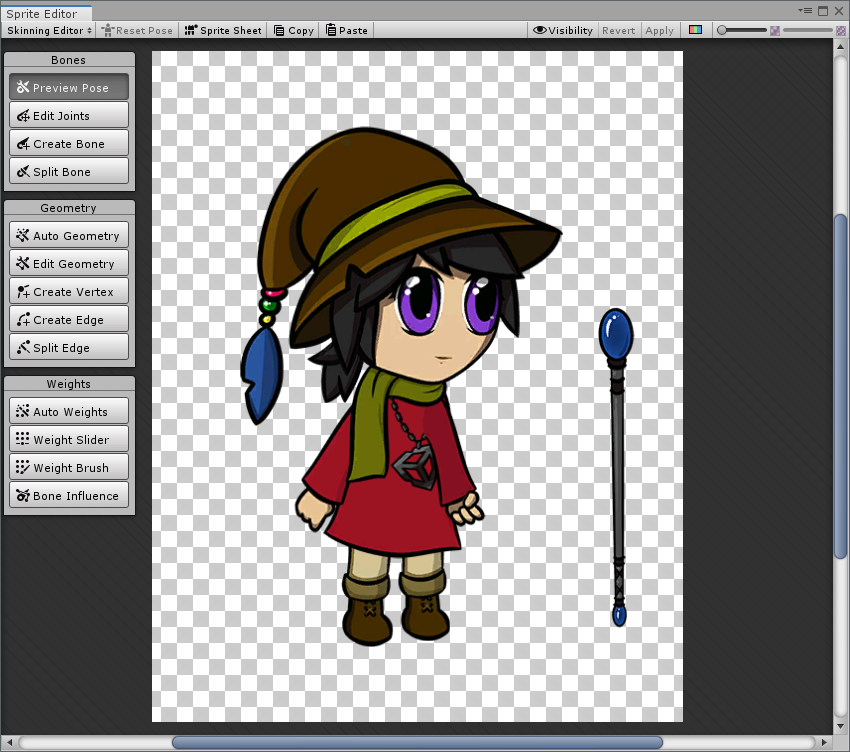 Sprite Editor
Skinning Editor Reset Pose Sprite Sheet Copy Paste Visibility Revert Apply
Bones
Preview Pose
Edit Joints
Create Bone
Split Bone
Geometry
Auto Geometry
Edit Geometry
Create Vertex
Create Edge
Split Edge
Weights
Auto Weights
Weight Slider
Weight Brush
Bone Influence